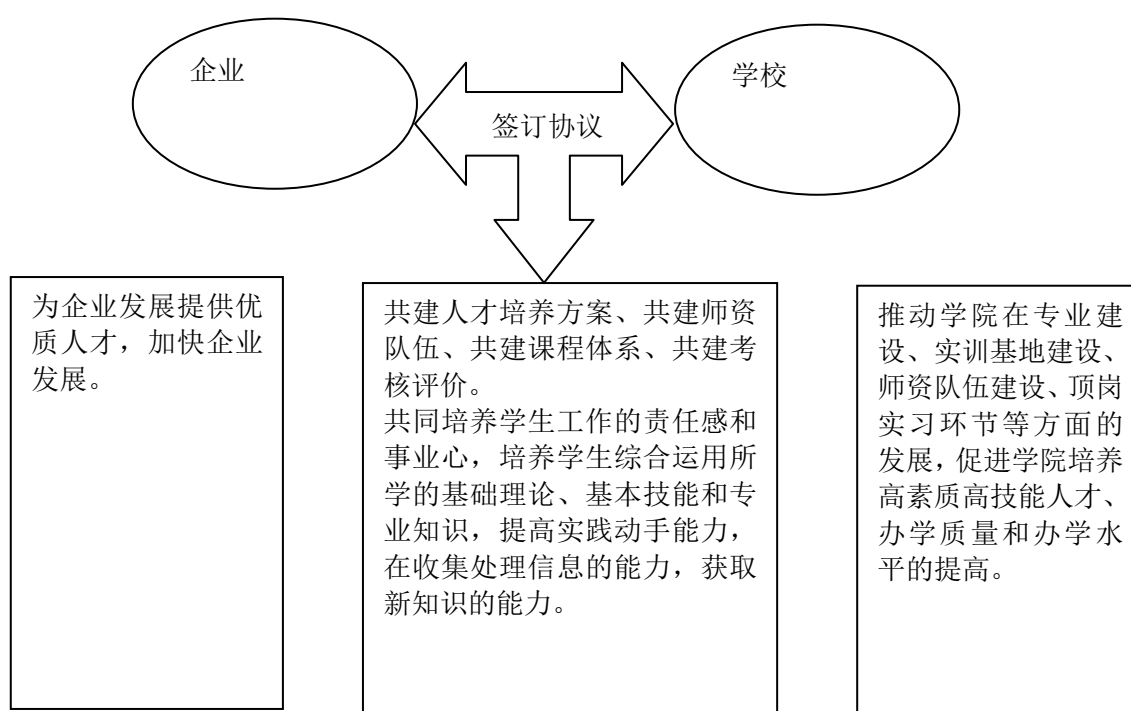 企业
学校
签订协议
为企业发展提供优
质人才，加快企业
发展。
共建人才培养方案、共建师资
队伍、共建课程体系、共建考
核评价。
共同培养学生工作的责任感和
事业心，培养学生综合运用所
学的基础理论、基本技能和专
业知识，提高实践动手能力，
在收集处理信息的能力，获取
新知识的能力。
推动学院在专业建
设、实训基地建设、
师资队伍建设、顶岗
实习环节等方面的
发展，促进学院培养
高素质高技能人才、
办学质量和办学水
平的提高。